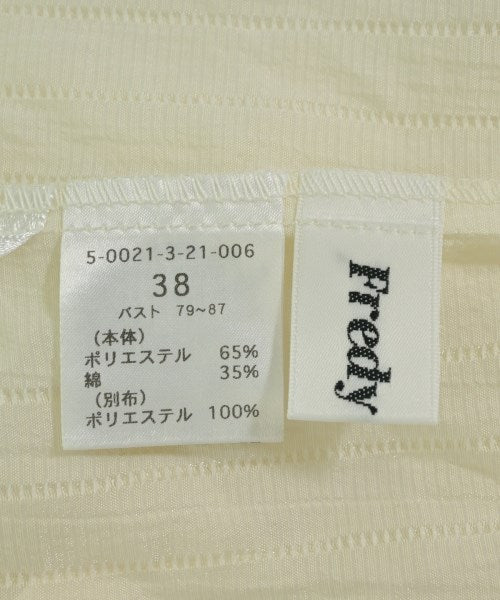 5-0021-3-21-006
38
バスト 79~87
(本体)
ポリエステル 65%
綿 35%
(別布)
ポリエステル 100%
Fredy